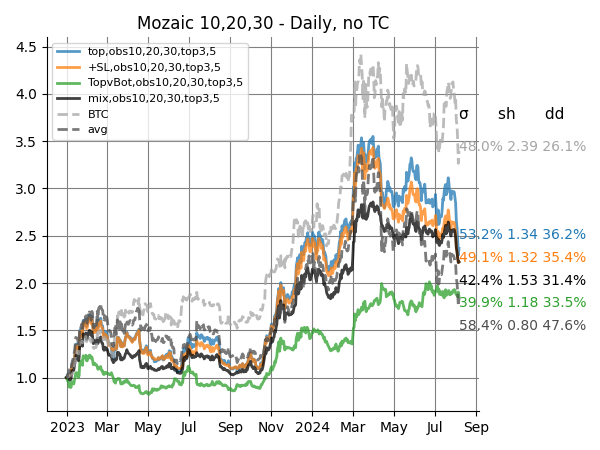 Mozaic 10,20,30 - Daily, no TC
top,obs10,20,30,top3,5
+SL,obs10,20,30,top3,5
TopvBot,obs10,20,30,top3,5
mix,obs10,20,30,top3,5
BTC
avg
4.5
4.0
3.5
3.0
2.5
2.0
1.5
1.0
σ sh dd
48.0% 2.39 26.1%
53.2% 1.34 36.2%
49.1% 1.32 35.4%
42.4% 1.53 31.4%
39.9% 1.18 33.5%
58.4% 0.80 47.6%
2023 Mar May Jul Sep Nov 2024 Mar May Jul Sep